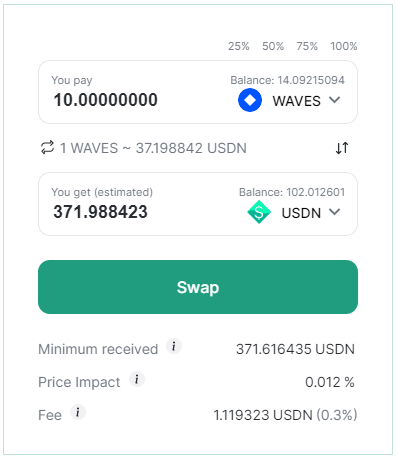 25% 50% 75% 100%
You pay Balance: 14.09215094
10.00000000 WAVES
1 WAVES ~ 37.198842 USDN
You get (estimated) Balance: 102.012601
371.988423 USDN
Swap
Minimum received i 371.616435 USDN
Price Impact i 0.012 %
Fee i 1.119323 USDN (0.3%)